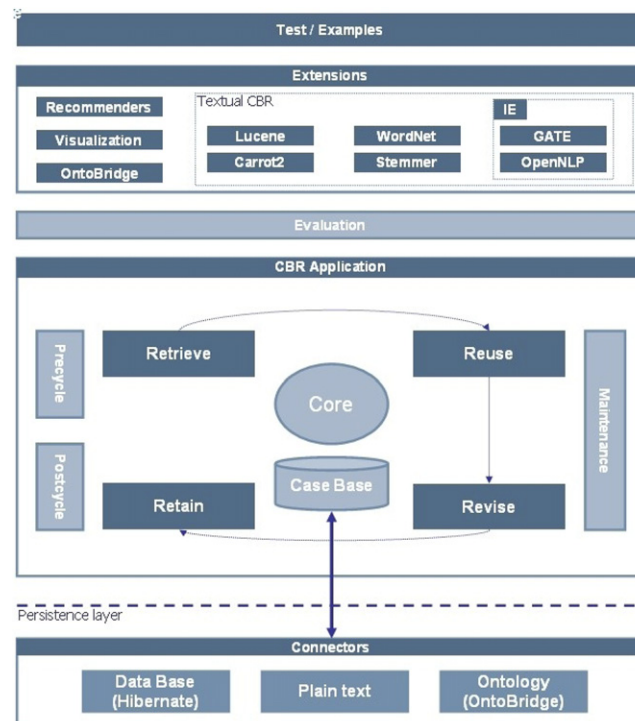 Test / Examples
Extensions
Recommenders
Visualization
OntoBridge
Textual CBR
Lucene
WordNet
Carrot2
Stemmer
IE
GATE
OpenNLP
Evaluation
CBR Application
Precycle
Postcycle
Retrieve
Reuse
Core
Case Base
Retain
Revise
Maintenance
Persistence layer
Connectors
Data Base
(Hibernate)
Plain text
Ontology
(OntoBridge)